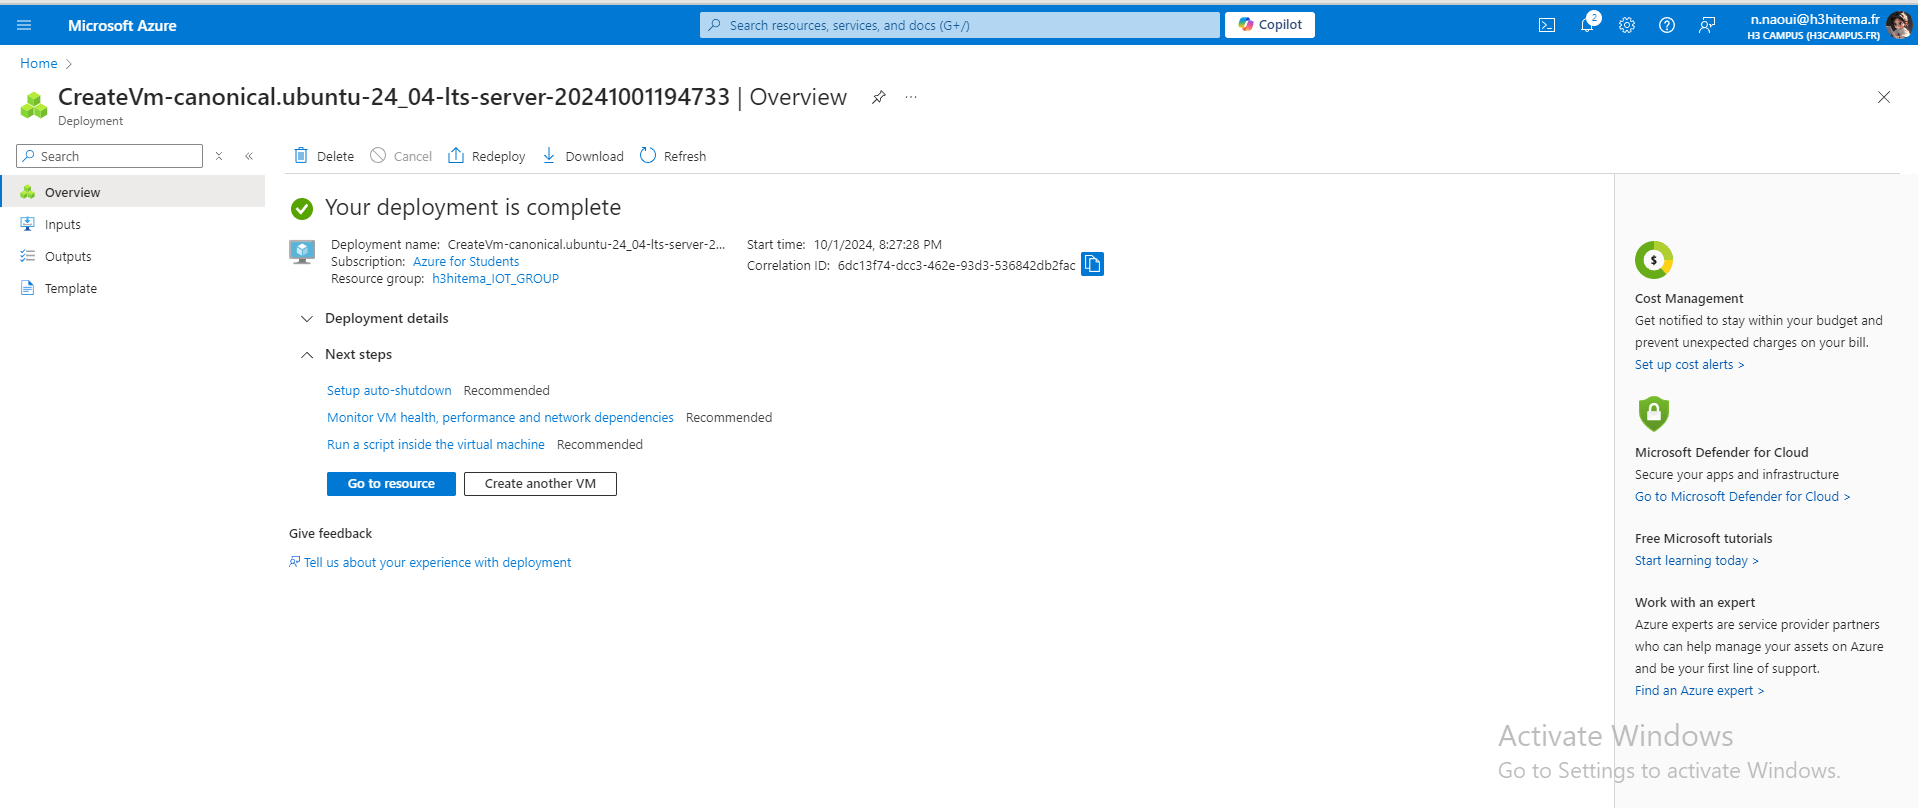 Microsoft Azure
Search resources, services, and docs (G+/)
Copilot
2
n.naoui@h3hitema.fr
H3 CAMPUS (H3CAMPUS.FR)
Home
CreateVm-canonical.ubuntu-24_04-lts-server-20241001194733 | Overview
Deployment
Search
Delete
Cancel
Redeploy
Download
Refresh
Overview
Inputs
Outputs
Template
Your deployment is complete
Deployment name: CreateVm-canonical.ubuntu-24_04-lts-server-2...
Subscription: Azure for Students
Resource group: h3hitema_IOT_GROUP
Start time: 10/1/2024, 8:27:28 PM
Correlation ID: 6dc13f74-dcc3-462e-93d3-536842db2fac
Deployment details
Next steps
Setup auto-shutdown Recommended
Monitor VM health, performance and network dependencies Recommended
Run a script inside the virtual machine Recommended
Go to resource
Create another VM
Give feedback
Tell us about your experience with deployment
$
Cost Management
Get notified to stay within your budget and
prevent unexpected charges on your bill.
Set up cost alerts >
Microsoft Defender for Cloud
Secure your apps and infrastructure
Go to Microsoft Defender for Cloud >
Free Microsoft tutorials
Start learning today >
Work with an expert
Azure experts are service provider partners
who can help manage your assets on Azure
and be your first line of support.
Find an Azure expert >
Activate Windows
Go to Settings to activate Windows.